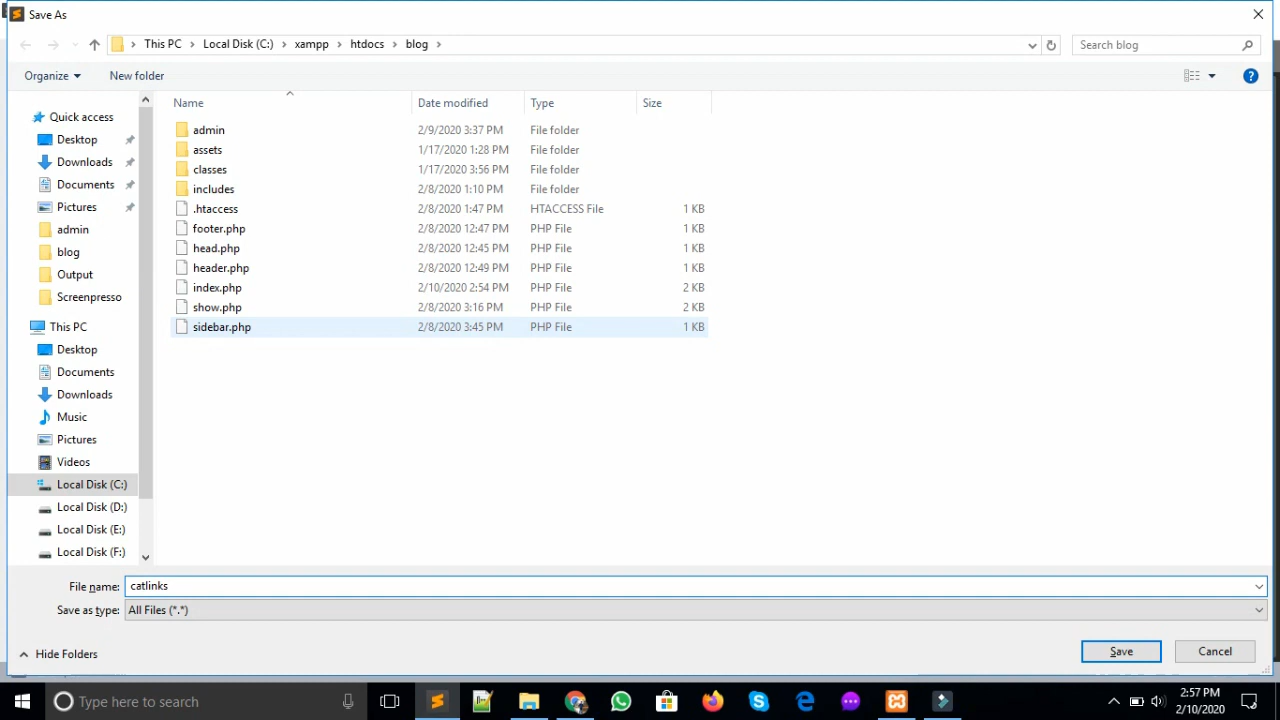 Save As
This PC
Local Disk (C:)
xampp
htdocs
blog
Search blog
Organize
New folder
?
Name Date modified Type Size
admin 2/9/2020 3:37 PM File folder
assets 1/17/2020 1:28 PM File folder
classes 1/17/2020 3:56 PM File folder
includes 2/8/2020 1:10 PM File folder
.htaccess 2/8/2020 1:47 PM HTACCESS File 1 KB
footer.php 2/8/2020 12:47 PM PHP File 1 KB
head.php 2/8/2020 12:45 PM PHP File 1 KB
header.php 2/8/2020 12:49 PM PHP File 1 KB
index.php 2/10/2020 2:54 PM PHP File 2 KB
show.php 2/8/2020 3:16 PM PHP File 2 KB
sidebar.php 2/8/2020 3:45 PM PHP File 1 KB
Quick access
Desktop
Downloads
Documents
Pictures
admin
blog
Output
Screenpresso
This PC
Desktop
Documents
Downloads
Music
Pictures
Videos
Local Disk (C:)
Local Disk (D:)
Local Disk (E:)
Local Disk (F:)
File name: catlinks
Save as type: All Files (*.*)
Hide Folders
Save
Cancel
Type here to search
2:57 PM
2/10/2020